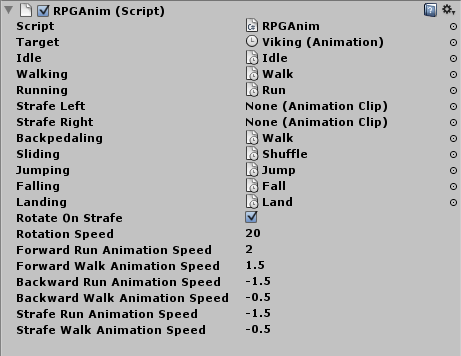 RPGAnim (Script)
Script RPGAnim
Target Viking (Animation)
Idle Idle
Walking Walk
Running Run
Strafe Left None (Animation Clip)
Strafe Right None (Animation Clip)
Backpedaling Walk
Sliding Shuffle
Jumping Jump
Falling Fall
Landing Land
Rotate On Strafe
Rotation Speed 20
Forward Run Animation Speed 2
Forward Walk Animation Speed 1.5
Backward Run Animation Speed -1.5
Backward Walk Animation Speed -0.5
Strafe Run Animation Speed -1.5
Strafe Walk Animation Speed -0.5